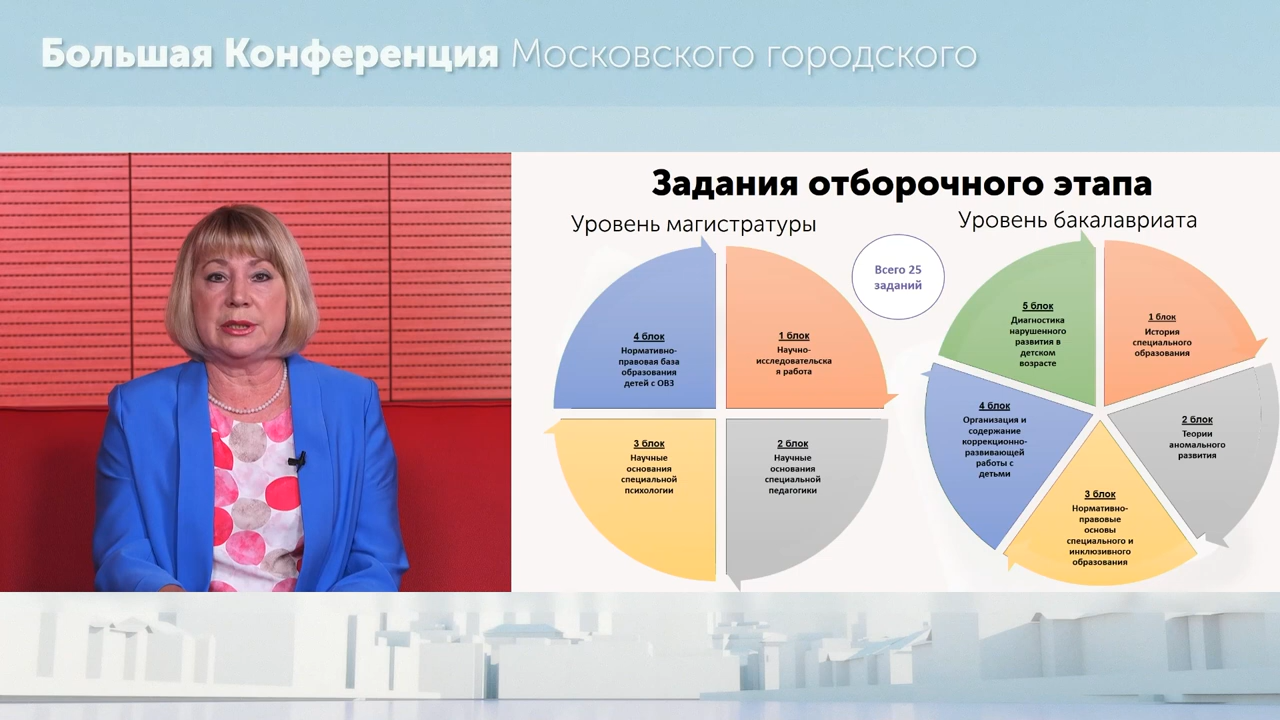 Большая Конференция Московского городского
Задания отборочного этапа
Уровень магистратуры
Уровень бакалавриата
Всего 25
заданий
4 блок
Нормативно-
правовая база
образования
детей с ОВЗ
1 блок
Научно-
исследовательска
я работа
3 блок
Научные
основания
специальной
психологии
2 блок
Научные
основания
специальной
педагогики
5 блок
Диагностика
нарушенного
развития в
детском
возрасте
1 блок
История
специального
образования
4 блок
Организация и
содержание
коррекционно-
развивающей
работы с
детьми
2 блок
Теории
аномального
развития
3 блок
Нормативно-
правовые
основы
специального и
инклюзивного
образования